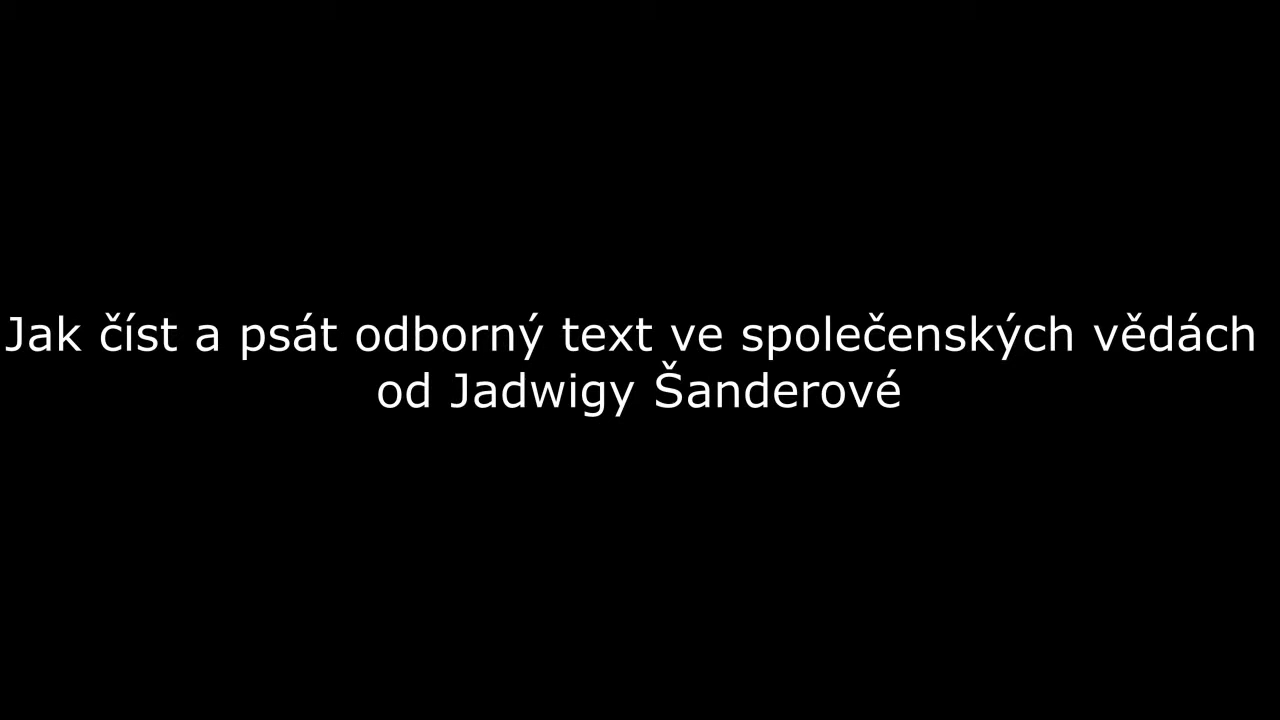 Jak číst a psát odborný text ve společenských vědách
od Jadwigy Šanderové